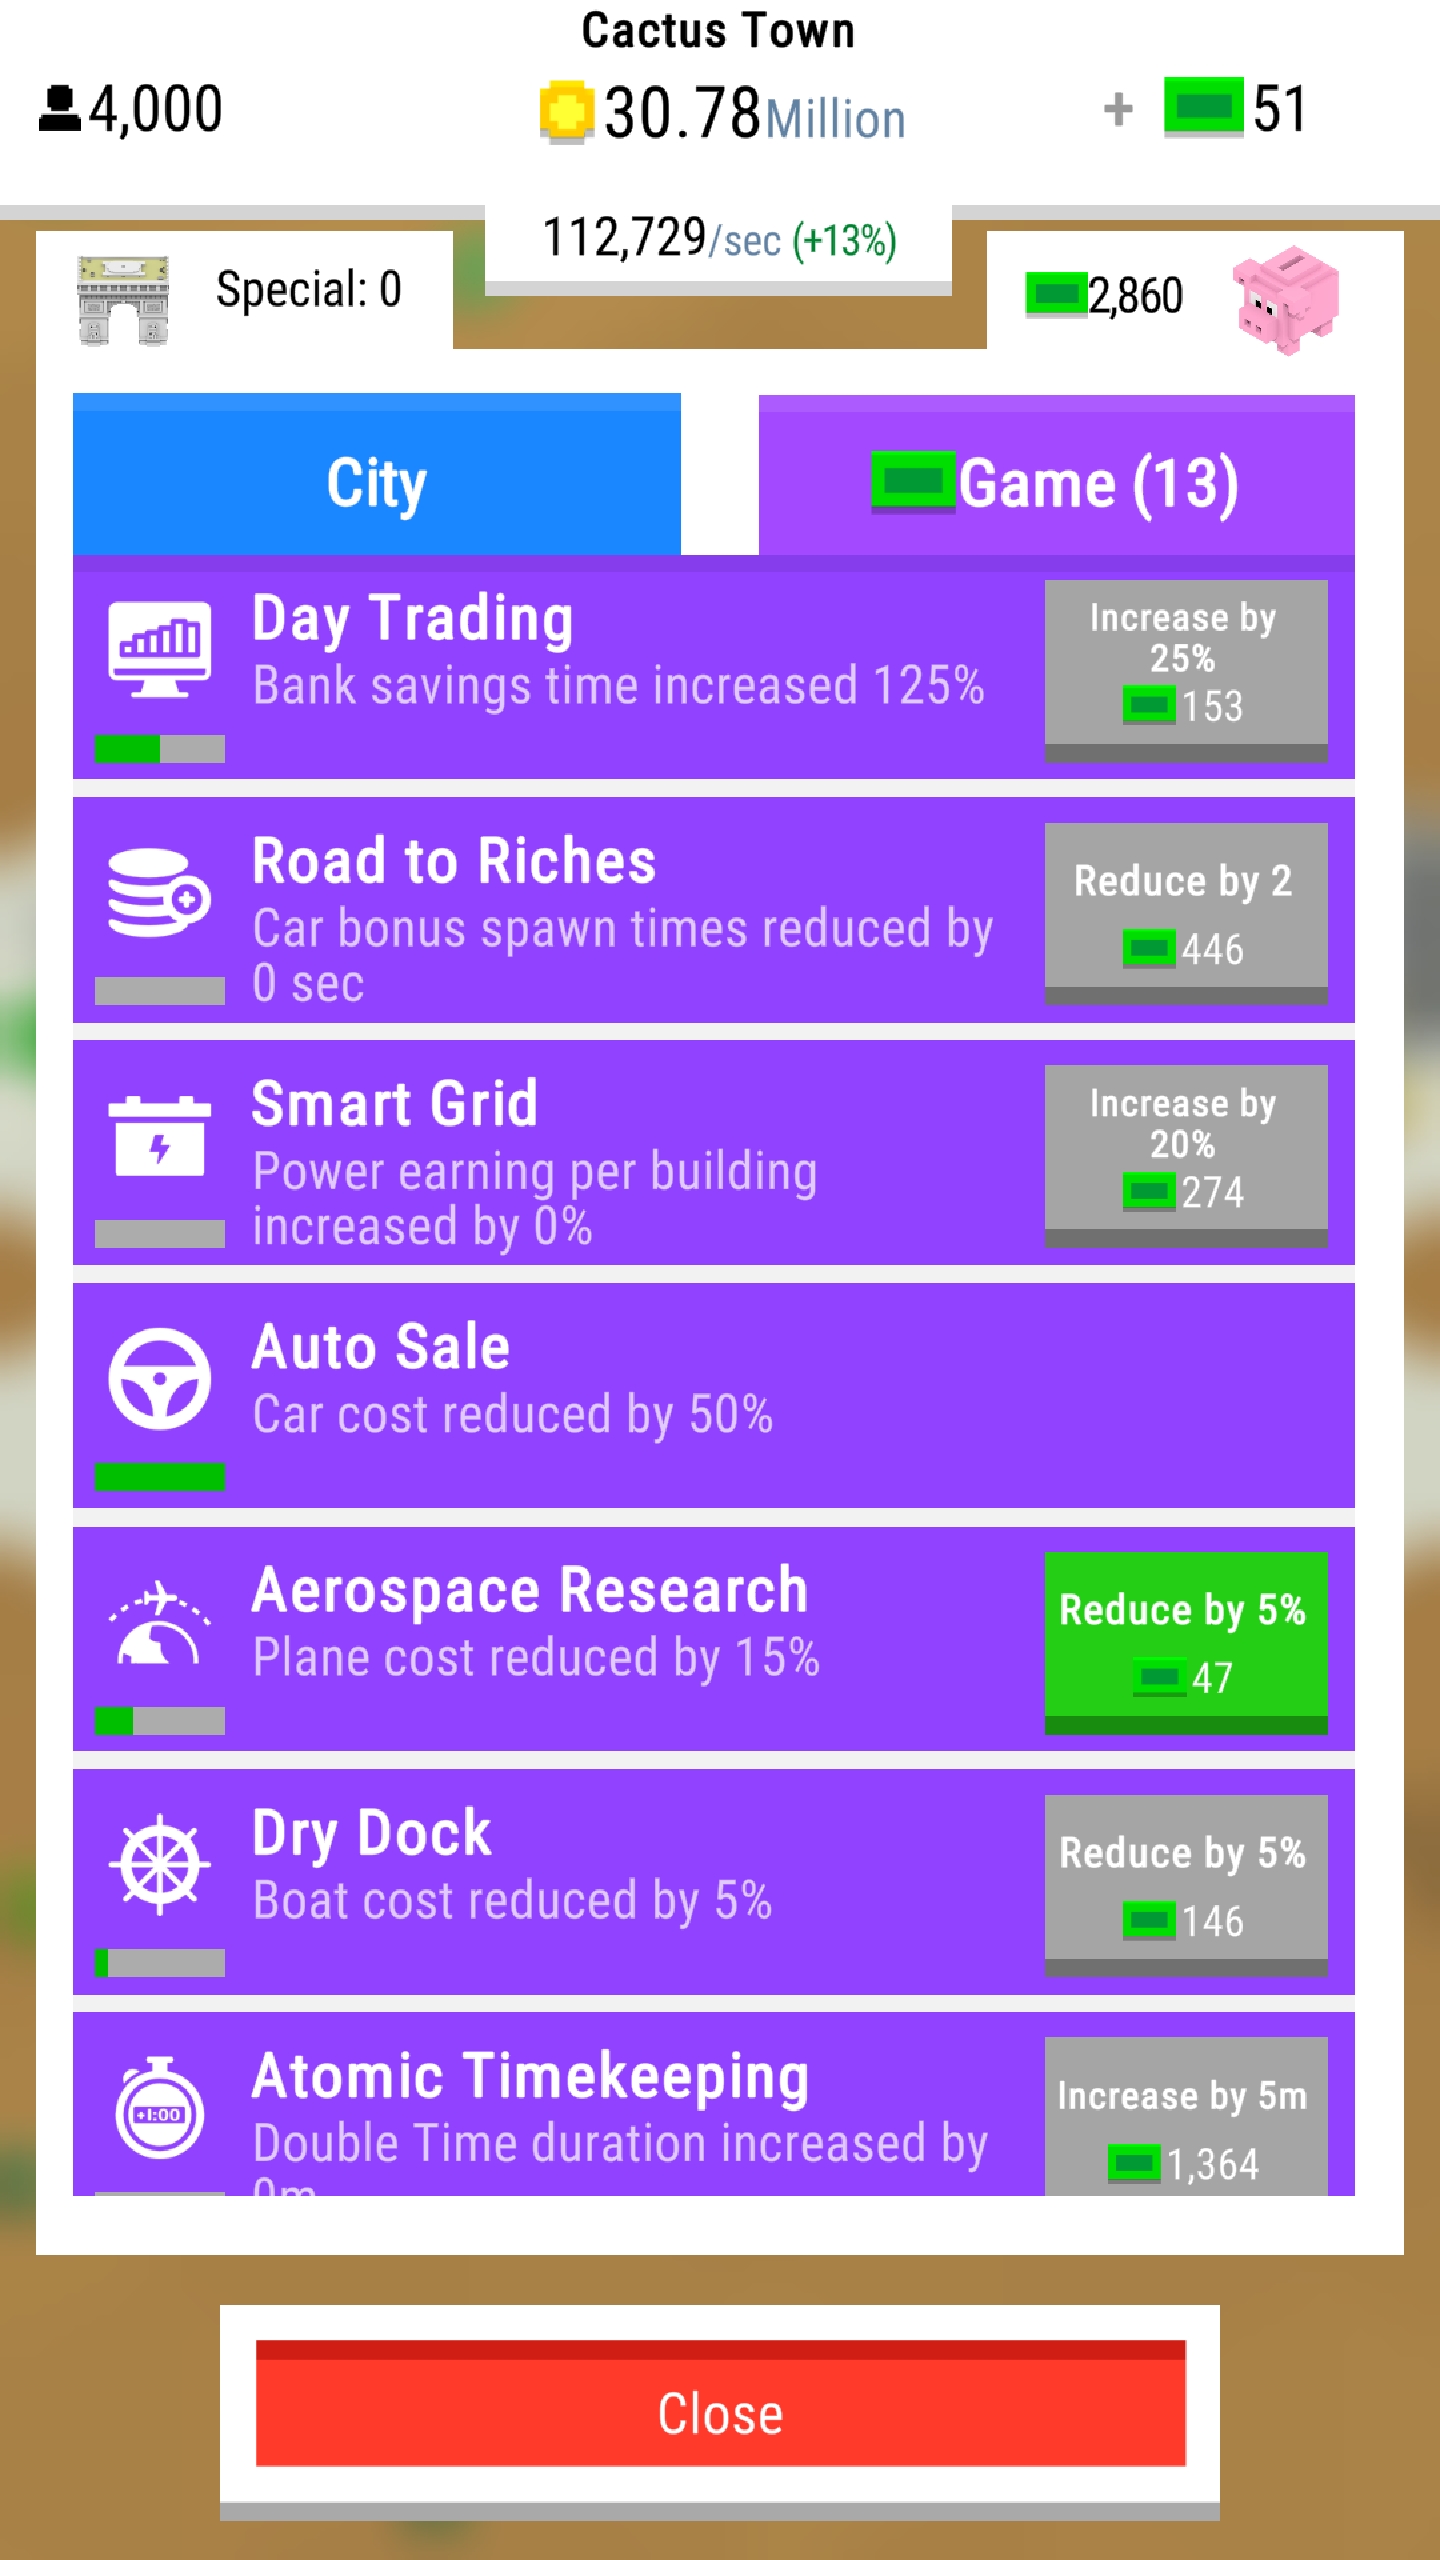 Cactus Town
4,000
30.78Million
+ 51
112,729/sec (+13%)
Special: 0
2,860
City
Game (13)
Day Trading
Bank savings time increased 125%
Increase by
25%
153
Road to Riches
Car bonus spawn times reduced by
0 sec
Reduce by 2
446
Smart Grid
Power earning per building
increased by 0%
Increase by
20%
274
Auto Sale
Car cost reduced by 50%
Aerospace Research
Plane cost reduced by 15%
Reduce by 5%
47
Dry Dock
Boat cost reduced by 5%
Reduce by 5%
146
+1:00
Atomic Timekeeping
Double Time duration increased by
0m
Increase by 5m
1,364
Close